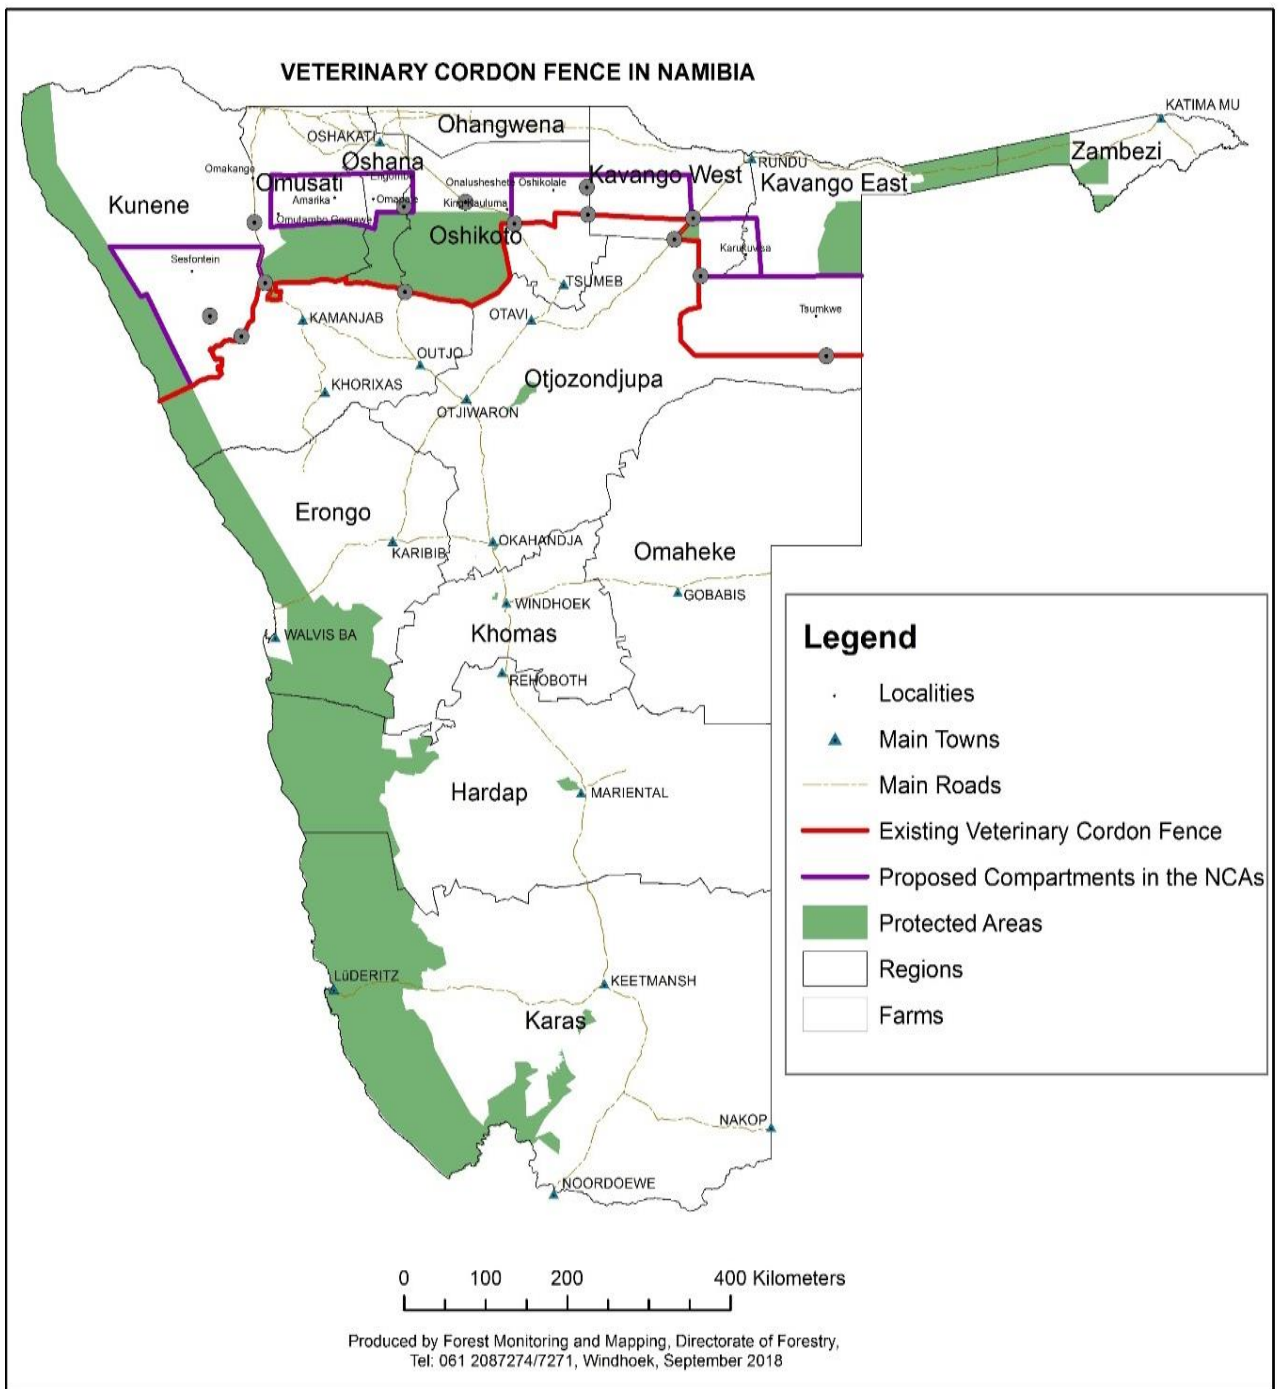 VETERINARY CORDON FENCE IN NAMIBIA
KATIMA MU
Ohangwena
OSHAKATI
Oshana
Zambezi
RUNDU
Omakange
Kavango West
Kavango East
Omusati
Onalusheshete
Oshikolale
Kunene
Amarika
King Kauluma
Oshikoto
Karukuvisa
Sesfontein
TSUMEB
Tsumkwe
KAMANJAB
OTAVI
OUTJO
KHORIXAS
Otjozondjupa
OTJIWARON
Erongo
OKAHANDJA
KARIBIB
Omaheke
GOBABIS
WINDHOEK
Khomas
WALVIS BA
REHOBOTH
Hardap
MARIENTAL
LüDERITZ
KEETMANSH
Karas
NAKOP
NOORDOEWE
Legend
Localities
Main Towns
Main Roads
Existing Veterinary Cordon Fence
Proposed Compartments in the NCAs
Protected Areas
Regions
Farms
0 100 200 400 Kilometers
Produced by Forest Monitoring and Mapping, Directorate of Forestry,
Tel: 061 2087274/7271, Windhoek, September 2018